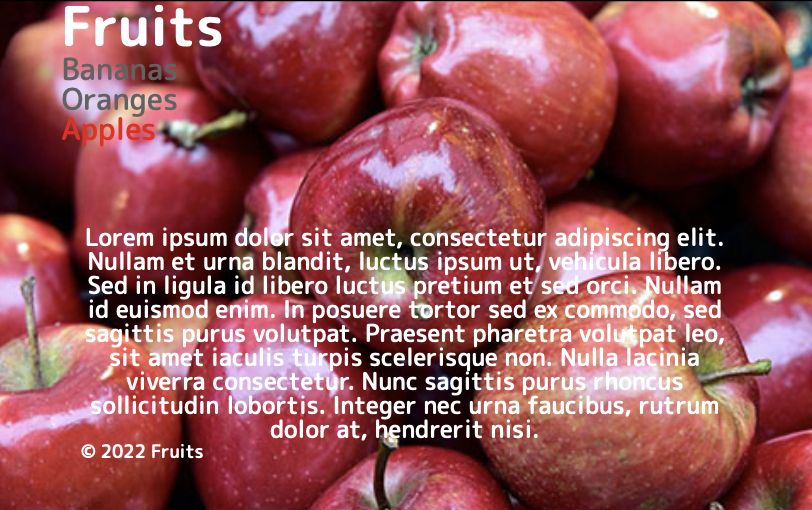 Fruits
Bananas
Oranges
Apples
Lorem ipsum dolor sit amet, consectetur adipiscing elit.
Nullam et urna blandit, luctus ipsum ut, vehicula libero.
Sed in ligula id libero luctus pretium et sed orci. Nullam
id euismod enim. In posuere tortor sed ex commodo, sed
sagittis purus volutpat. Praesent pharetra volutpat leo,
sit amet iaculis turpis scelerisque non. Nulla lacinia
viverra consectetur. Nunc sagittis purus rhoncus
sollicitudin lobortis. Integer nec urna faucibus, rutrum
dolor at, hendrerit nisi.
© 2022 Fruits